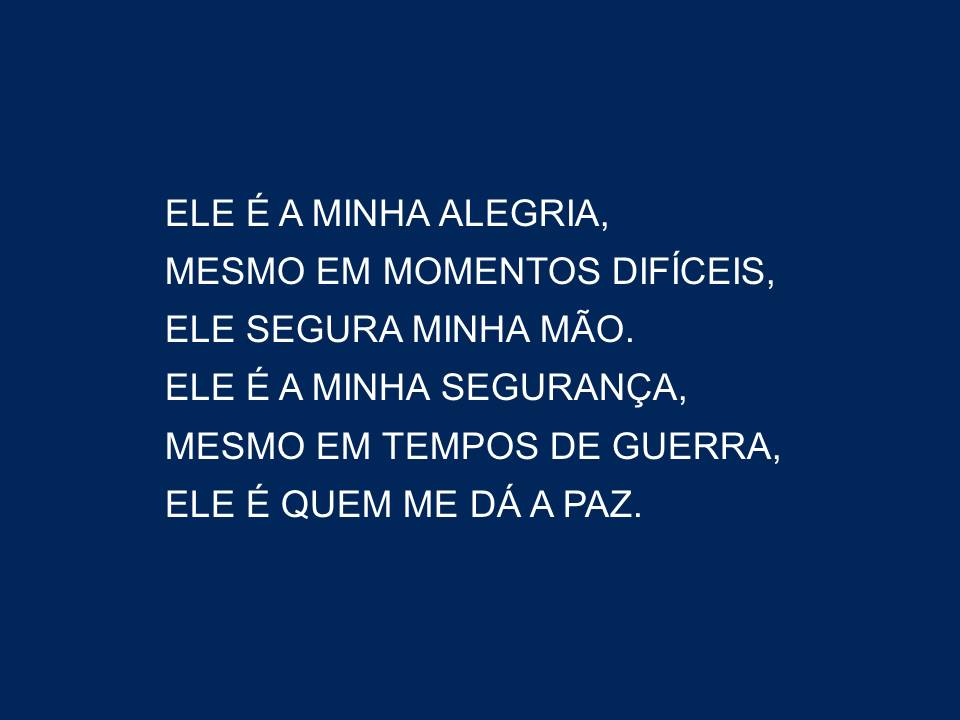 ELE É A MINHA ALEGRIA,
MESMO EM MOMENTOS DIFÍCEIS,
ELE SEGURA MINHA MÃO.
ELE É A MINHA SEGURANÇA,
MESMO EM TEMPOS DE GUERRA,
ELE É QUEM ME DÁ A PAZ.